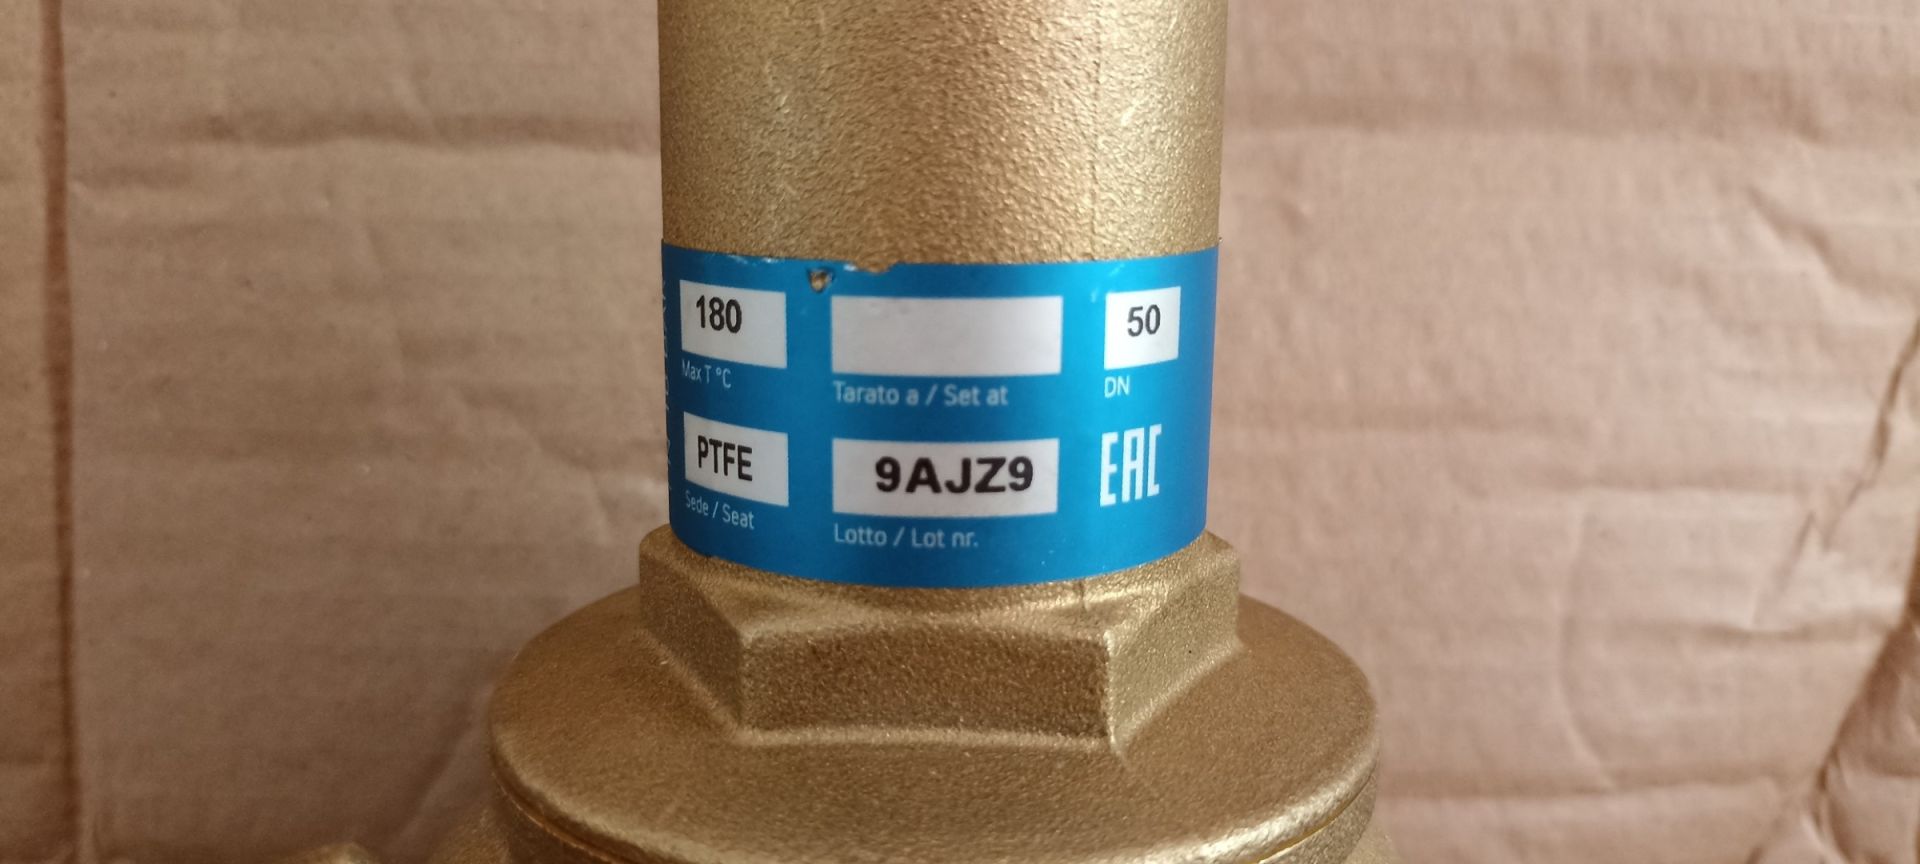 180 50
Max T °C Tarato a / Set at DN
PTFE 9AJZ9 EAC
Sede / Seat Lotto / Lot nr.